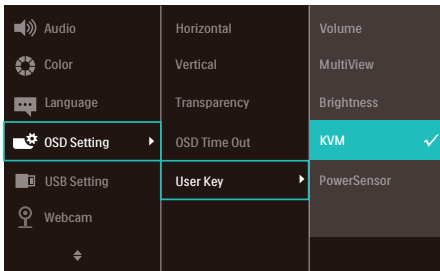 Audio
Color
Language
OSD Setting
USB Setting
Webcam
Horizontal
Vertical
Transparency
OSD Time Out
User Key
Volume
MultiView
Brightness
KVM
PowerSensor